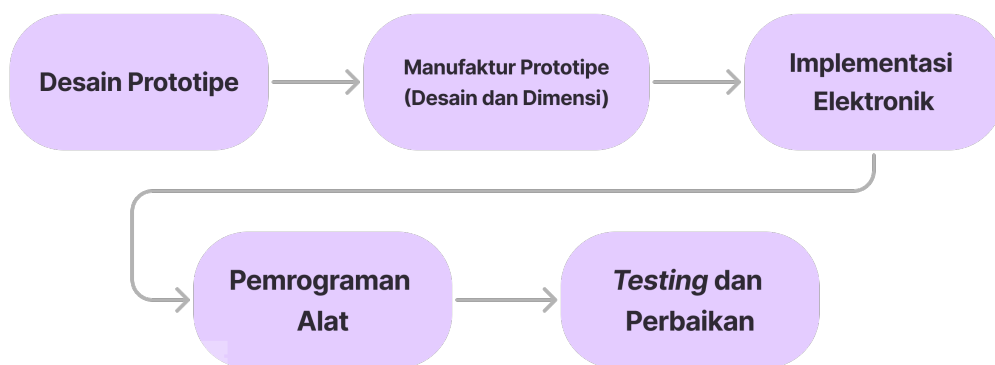 Desain Prototipe
Manufaktur Prototipe
(Desain dan Dimensi)
Implementasi
Elektronik
Pemrograman
Alat
Testing dan
Perbaikan